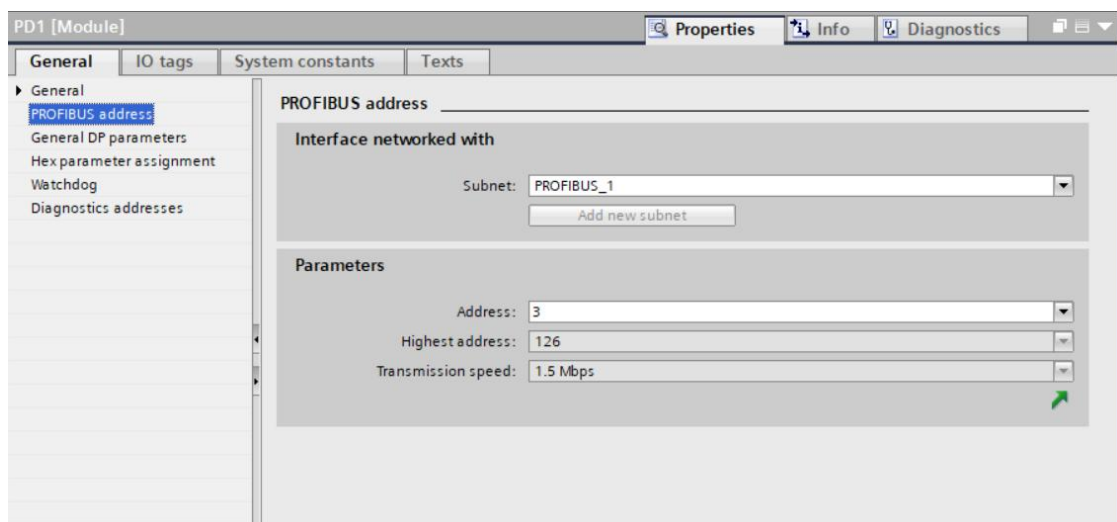 PD1 [Module]
Properties
Info
Diagnostics
General
IO tags
System constants
Texts
General
PROFIBUS address
General DP parameters
Hex parameter assignment
Watchdog
Diagnostics addresses
PROFIBUS address
Interface networked with
Subnet: PROFIBUS_1
Add new subnet
Parameters
Address: 3
Highest address: 126
Transmission speed: 1.5 Mbps